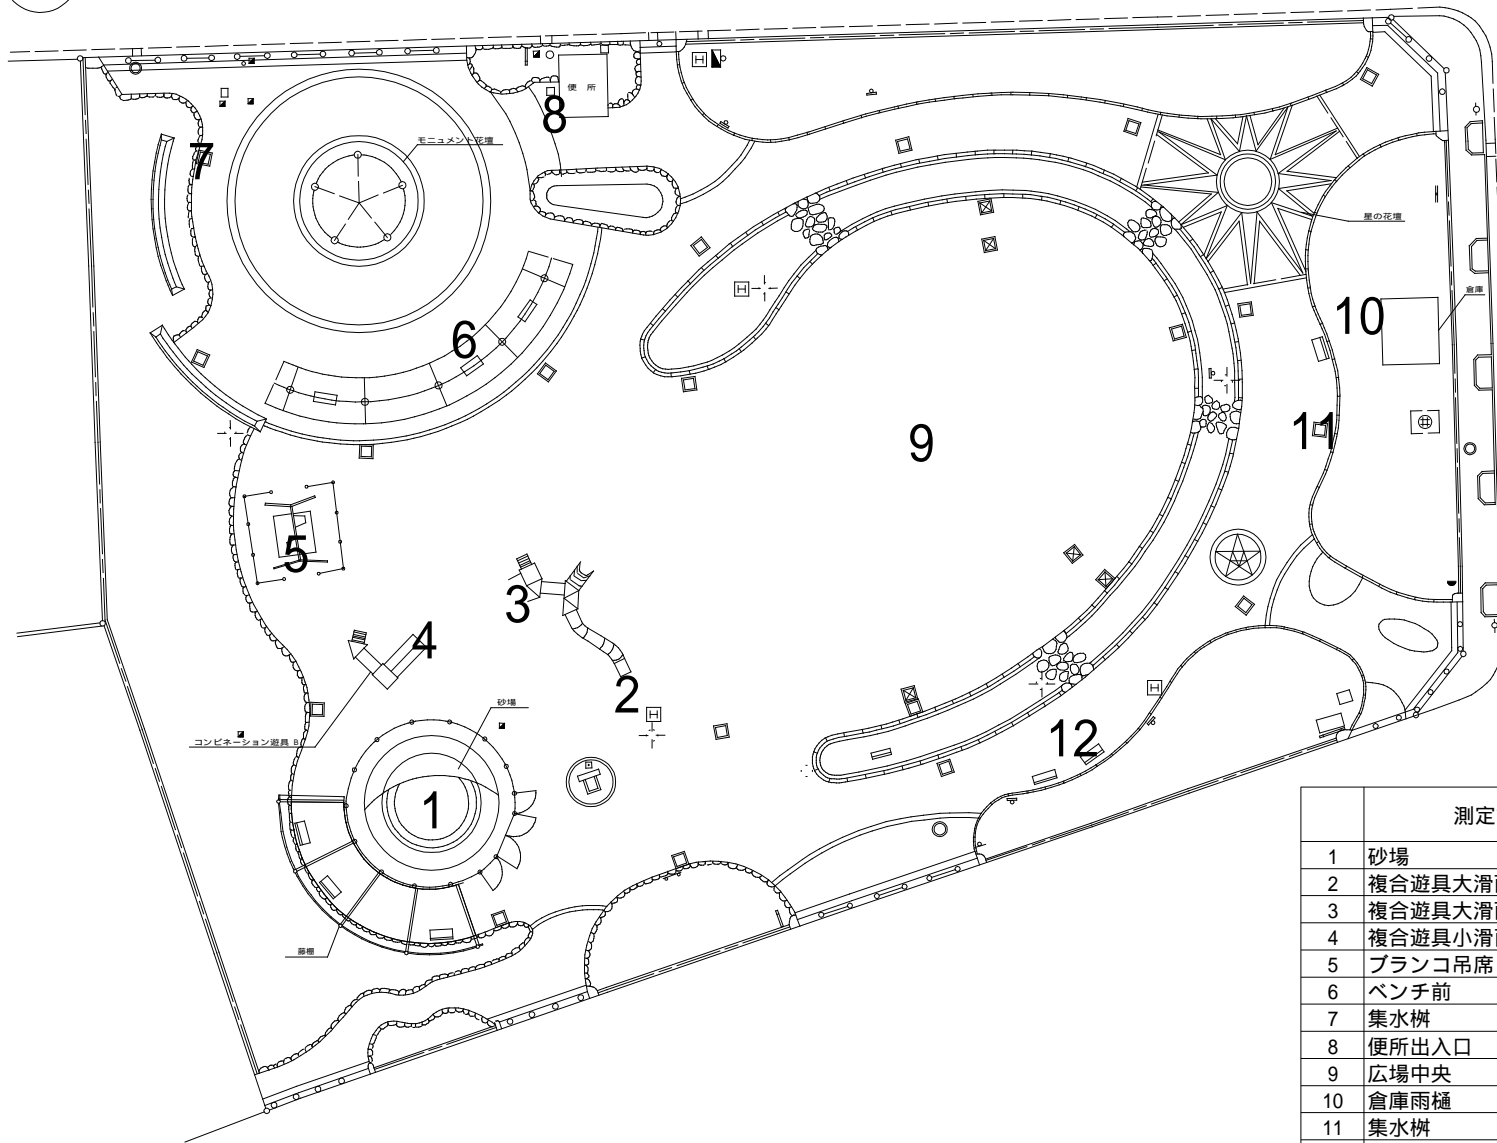 便 所
8
モニュメント花壇
7
星の花壇
倉庫
10
6
11
9
5
3
4
2
砂場
コンビネーション遊具 B
12
1
藤棚
測定
1 砂場
2 複合遊具大滑
3 複合遊具大滑
4 複合遊具小滑
5 ブランコ吊席
6 ベンチ前
7 集水桝
8 便所出入口
9 広場中央
10 倉庫雨樋
11 集水桝